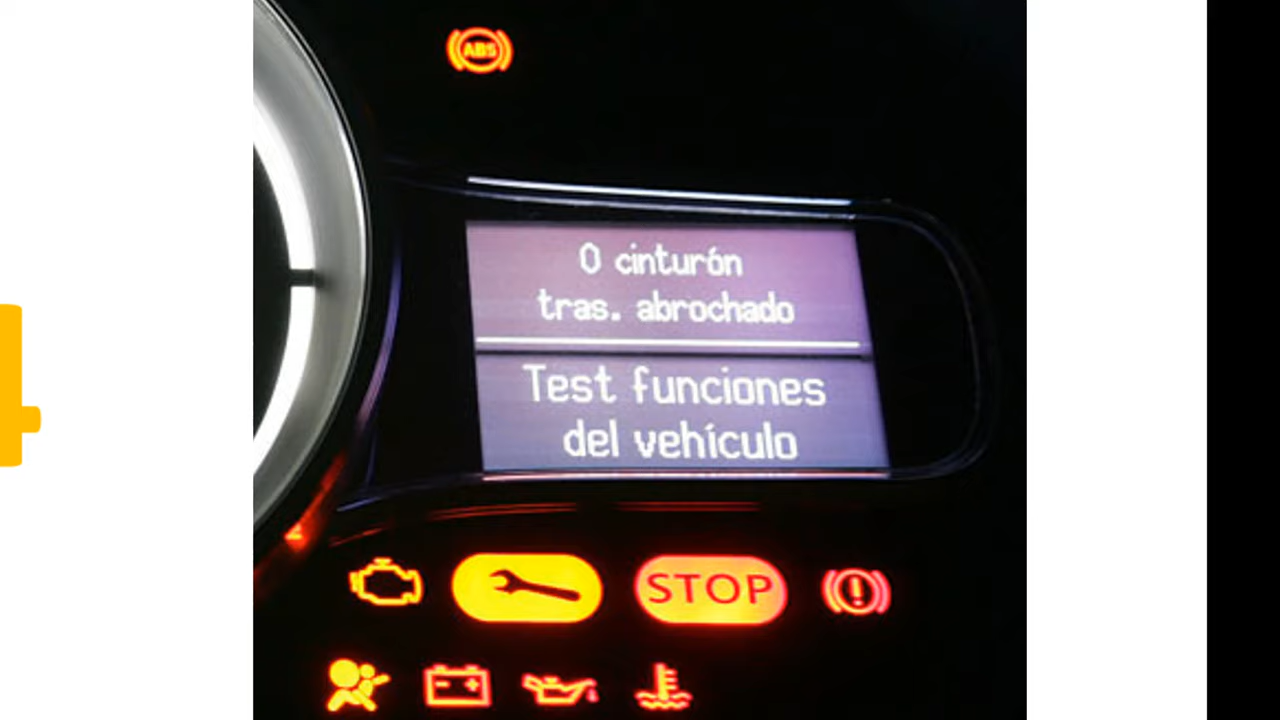 ABS
0 cinturón
tras. abrochado
Test funciones
del vehículo
STOP